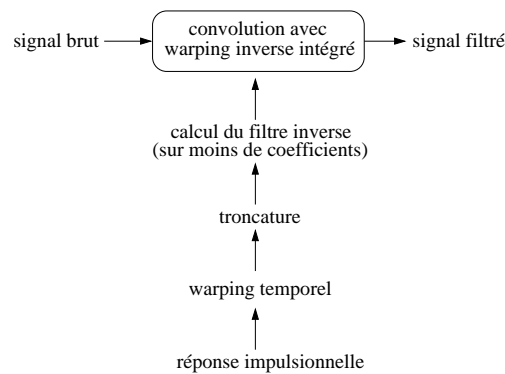 signal brut
convolution avec
warping inverse intégré
signal filtré
calcul du filtre inverse
(sur moins de coefficients)
troncature
warping temporel
réponse impulsionnelle